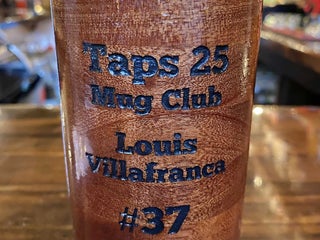 Taps 25
Mug Club
Louis
Villafranca
#37